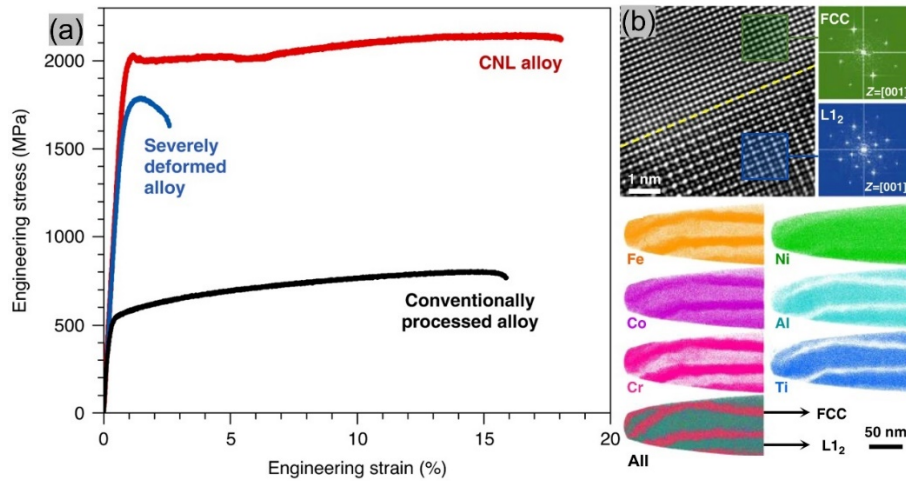 (a)
2000
1500
1000
500
0
0
5
10
15
20
Engineering stress (MPa)
Engineering strain (%)
CNL alloy
Severely
deformed
alloy
Conventionally
processed alloy
(b)
1 nm
FCC
Z=[001]
L1₂
Z=[001]
Fe
Ni
Co
Al
Cr
Ti
All
FCC
L1₂
50 nm